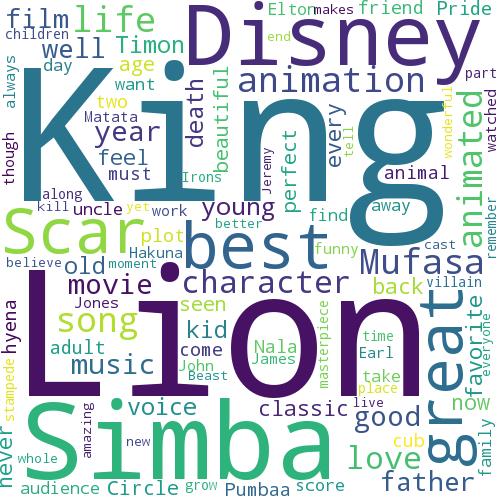 film life Disney Elton makes friend Pride
children Timon end
always well animation part
day age want
King
though Matata two death beautiful every tell wonderful animated watched
year
feel Irons Jeremy perfect animal
must
along uncle young find away
kill yet work better
Scar plot best funny cast remember
Hakuna
believe old moment Mufasa
movie character back villain
hyena Jones seen
Lion
song kid masterpiece time great favorite everyone
adult come Nala Earl
music John James take
stampede Beast place now
Simba voice classic live good family
never amazing new cub
whole love
audience Circle grow Pumbaa score father